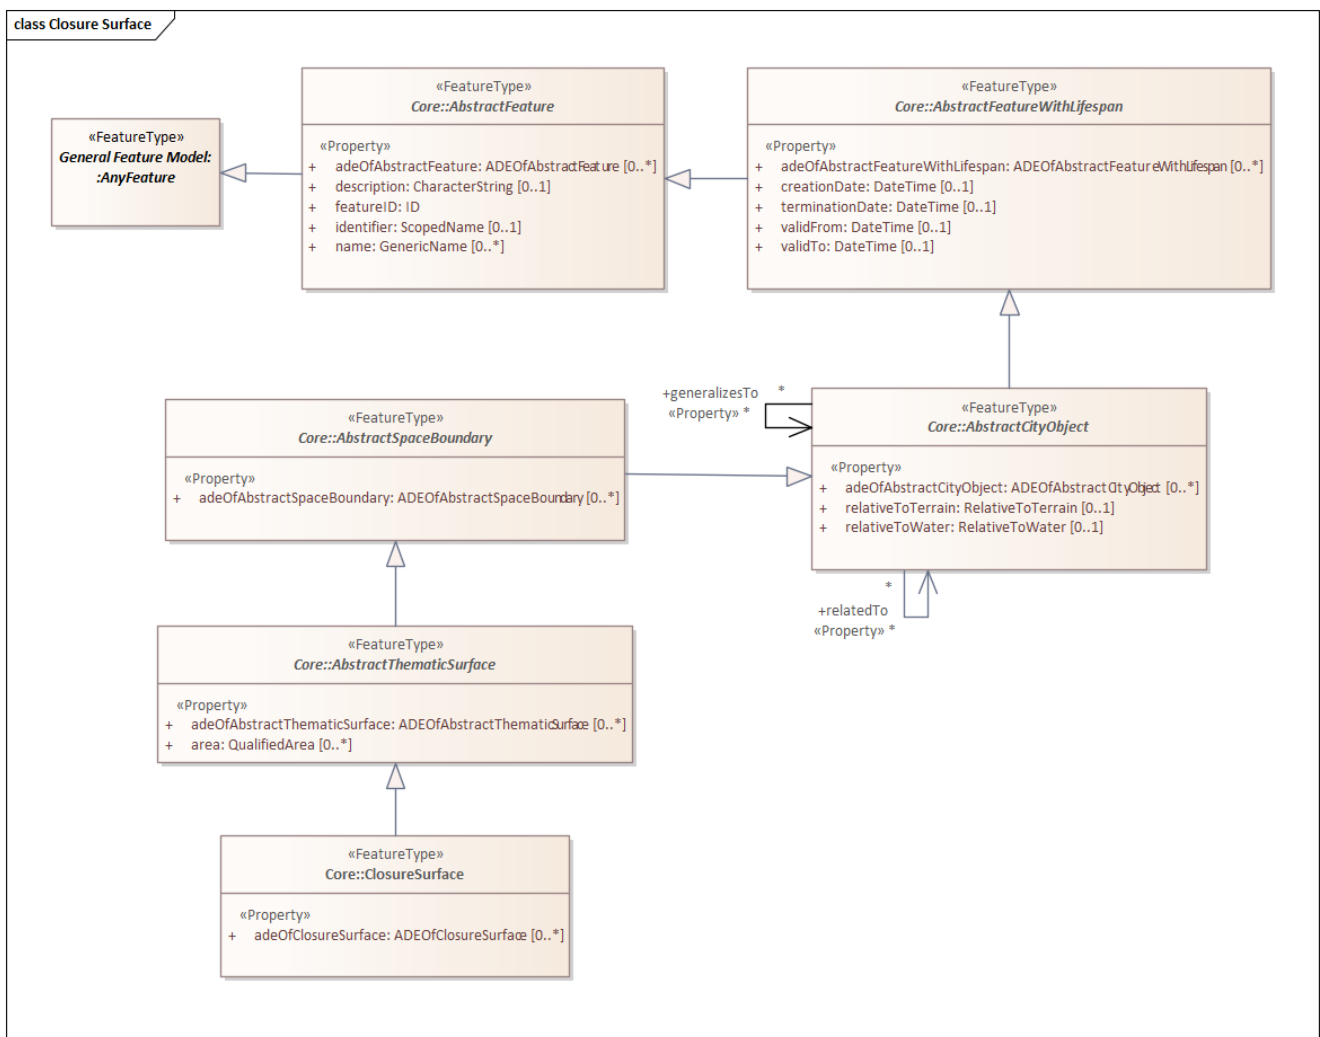 class Closure Surface
«FeatureType»
Core::AbstractFeature
«Property»
+ adeOfAbstractFeature: ADEOfAbstractFeature [0..*]
+ description: CharacterString [0..1]
+ featureID: ID
+ identifier: ScopedName [0..1]
+ name: GenericName [0..*]
«FeatureType»
Core::AbstractFeatureWithLifespan
«Property»
+ adeOfAbstractFeatureWithLifespan: ADEOfAbstractFeatureWithLifespan [0..*]
+ creationDate: DateTime [0..1]
+ terminationDate: DateTime [0..1]
+ validFrom: DateTime [0..1]
+ validTo: DateTime [0..1]
«FeatureType»
General Feature Model:
:AnyFeature
+generalizesTo *
«Property» *
«FeatureType»
Core::AbstractCityObject
«Property»
+ adeOfAbstractCityObject: ADEOfAbstractCityObject [0..*]
+ relativeToTerrain: RelativeToTerrain [0..1]
+ relativeToWater: RelativeToWater [0..1]
*
+relatedTo
«Property» *
«FeatureType»
Core::AbstractSpaceBoundary
«Property»
+ adeOfAbstractSpaceBoundary: ADEOfAbstractSpaceBoundary [0..*]
«FeatureType»
Core::AbstractThematicSurface
«Property»
+ adeOfAbstractThematicSurface: ADEOfAbstractThematicSurface [0..*]
+ area: QualifiedArea [0..*]
«FeatureType»
Core::ClosureSurface
«Property»
+ adeOfClosureSurface: ADEOfClosureSurface [0..*]